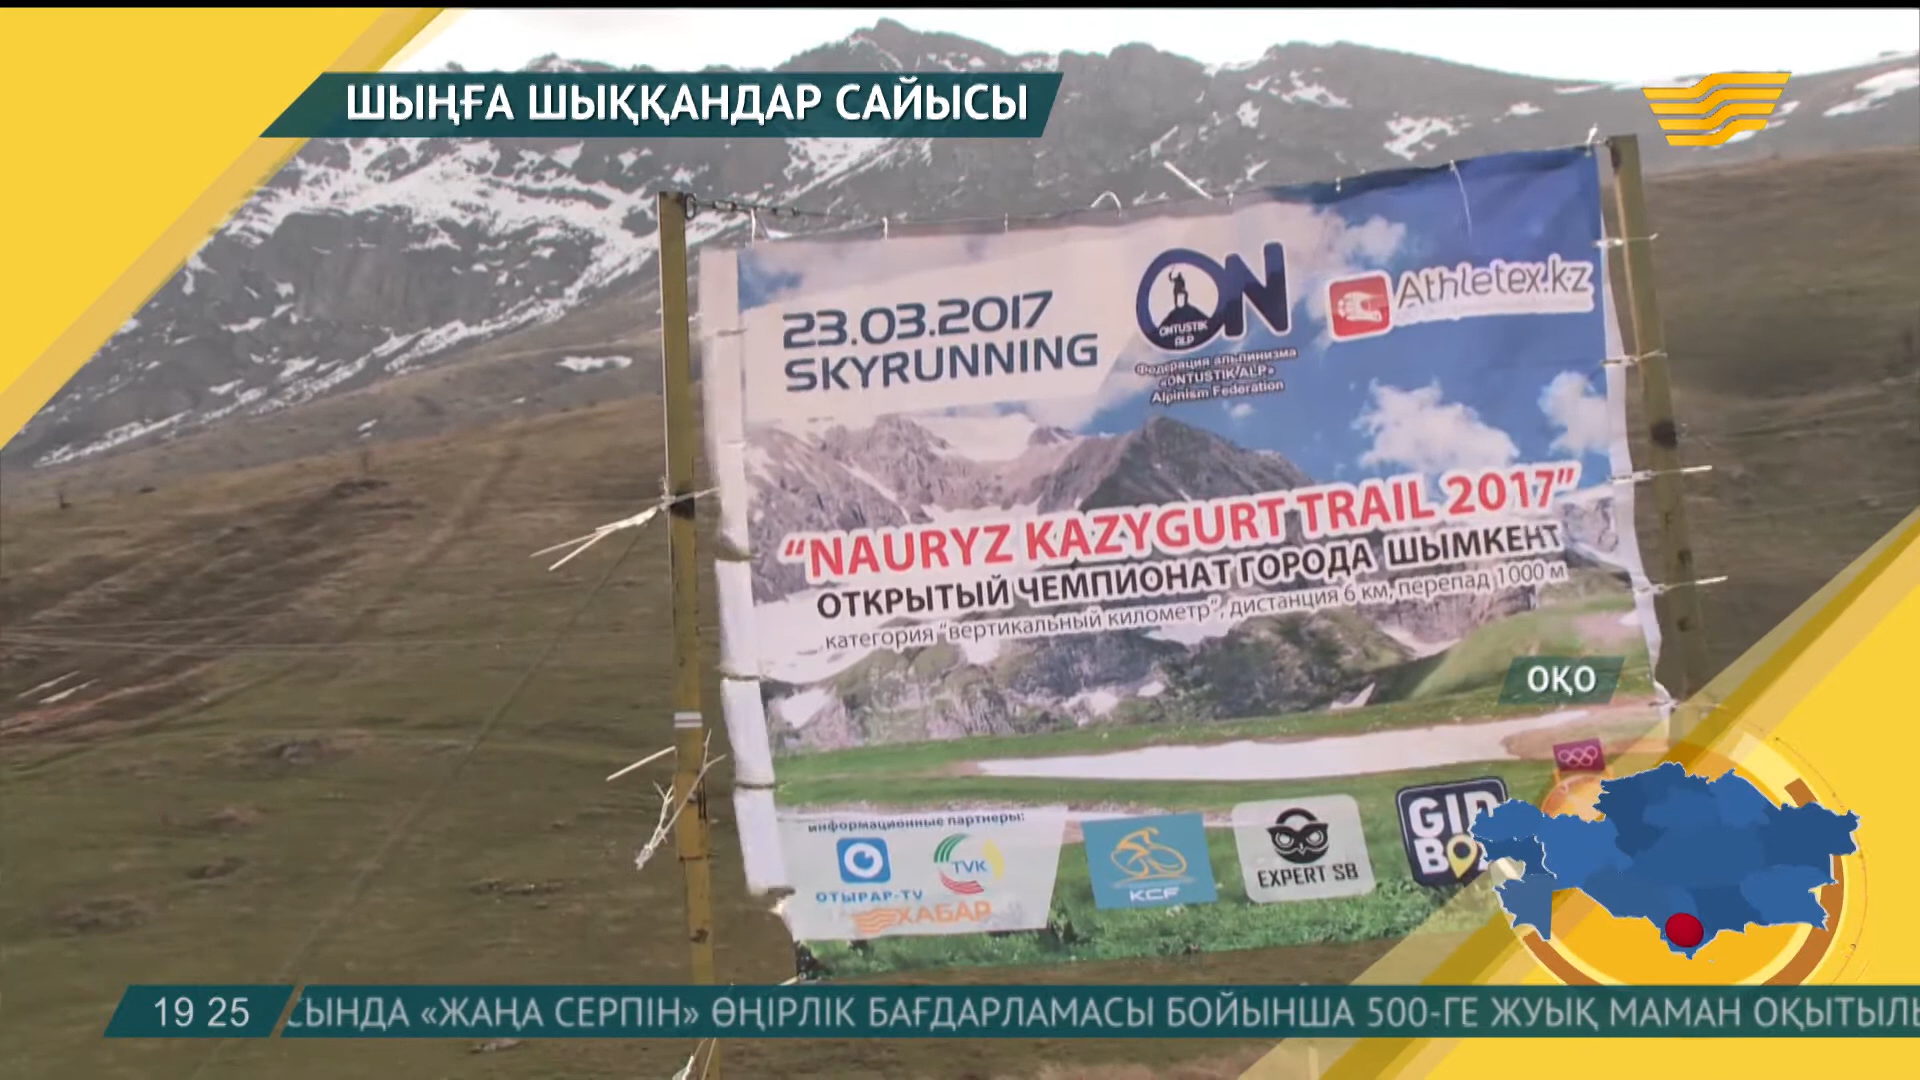 ШЫҢҒА ШЫҚҚАНДАР САЙЫСЫ
23.03.2017
SKYRUNNING
ON
ONTUSTIK
ALP
Федерация альпинизма
«ONTUSTIK ALP»
Alpinism Federation
Athletex.kz
“NAURYZ KAZYGURT TRAIL 2017”
ОТКРЫТЫЙ ЧЕМПИОНАТ ГОРОДА ШЫМКЕНТ
категория “вертикальный километр”, дистанция 6 км, перепад 1000 м
ОҚО
информационные партнеры:
ОТЫРАР-TV
TVK
ХАБАР
KCF
EXPERT SB
19 25
СЫНДА «ЖАҢА СЕРПІН» ӨҢІРЛІК БАҒДАРЛАМАСЫ БОЙЫНША 500-ГЕ ЖУЫҚ МАМАН ОҚЫТЫЛЫ